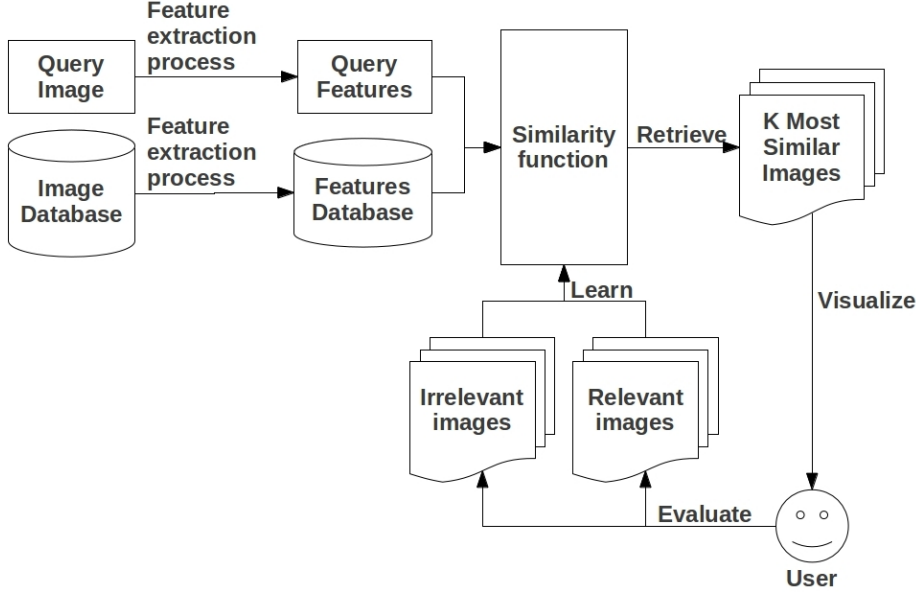 Feature
extraction
process
Query
Image
Query
Features
Feature
extraction
process
Image
Database
Features
Database
Similarity
function
Retrieve
K Most
Similar
Images
Learn
Visualize
Irrelevant
images
Relevant
images
Evaluate
User